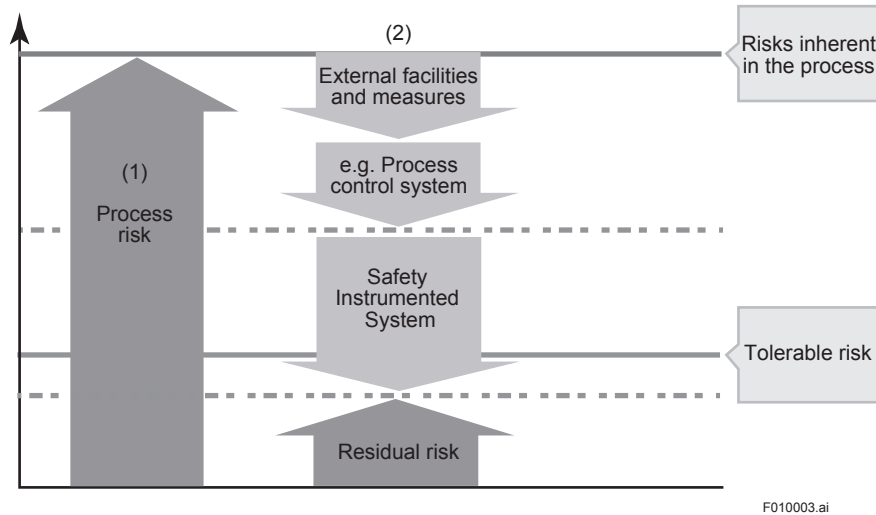 (2)
Risks inherent
in the process
External facilities
and measures
(1)
Process
risk
e.g. Process
control system
Safety
Instrumented
System
Tolerable risk
Residual risk
F010003.ai